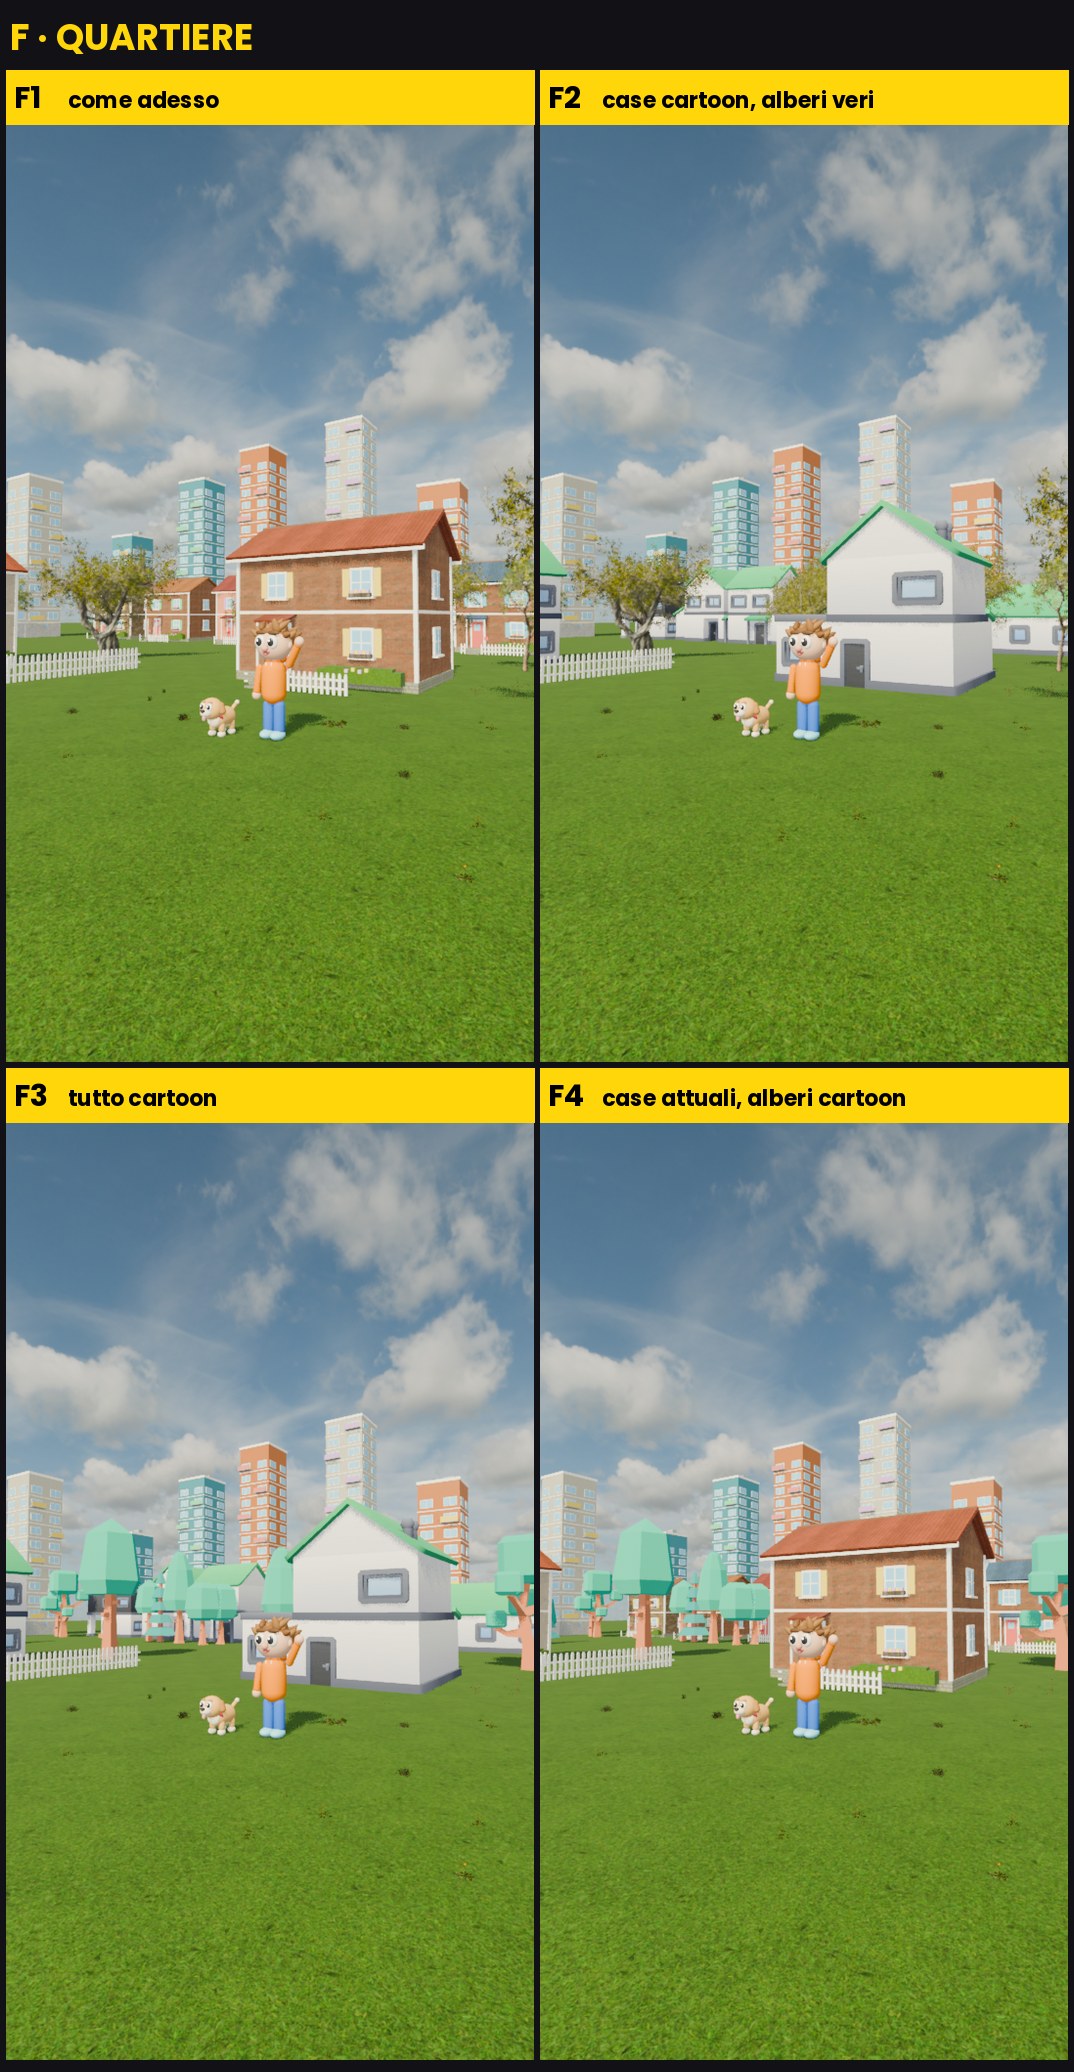 F · QUARTIERE
F1 come adesso
F2 case cartoon, alberi veri
F3 tutto cartoon
F4 case attuali, alberi cartoon